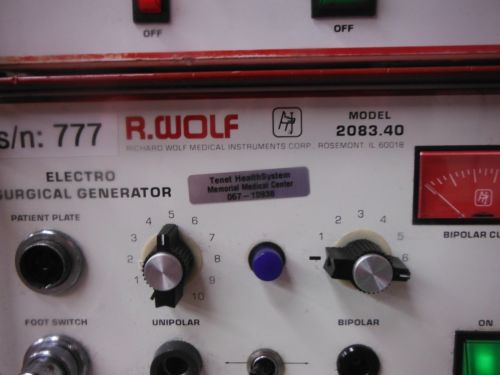 OFF
OFF
s/n: 777
R.WOLF
MODEL
2083.40
RICHARD WOLF MEDICAL INSTRUMENTS CORP. ROSEMONT, IL 60018
ELECTRO
SURGICAL GENERATOR
Tenet HealthSystem
Memorial Medical Center
PATIENT PLATE
1 2 3 4 5 6 7 8 9 10
1 2 3 4 5 6
BIPOLAR CU
FOOT SWITCH
UNIPOLAR
BIPOLAR
ON